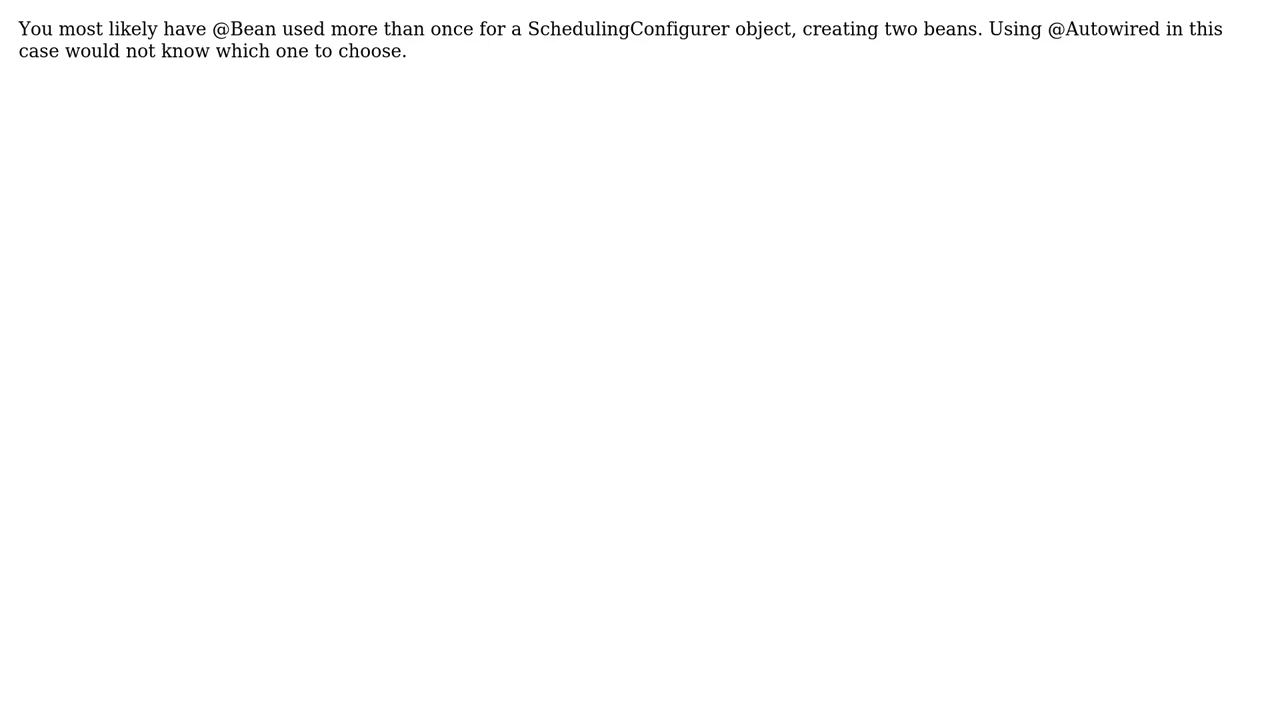 You most likely have @Bean used more than once for a SchedulingConfigurer object, creating two beans. Using @Autowired in this
case would not know which one to choose.